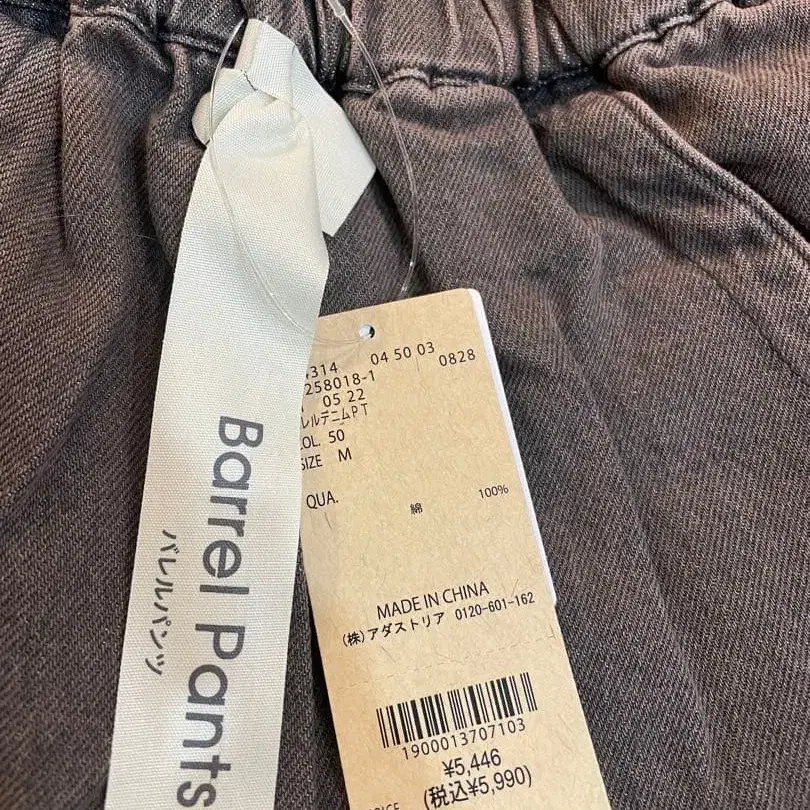 Barrel Pants
バレルパンツ
314 04 50 03
258018-1 0828
05 22
レルデニムPT
OL. 50
SIZE M
QUA.
綿 100%
MADE IN CHINA
(株)アダストリア 0120-601-162
1900013707103
¥5,446
(税込¥5,990)